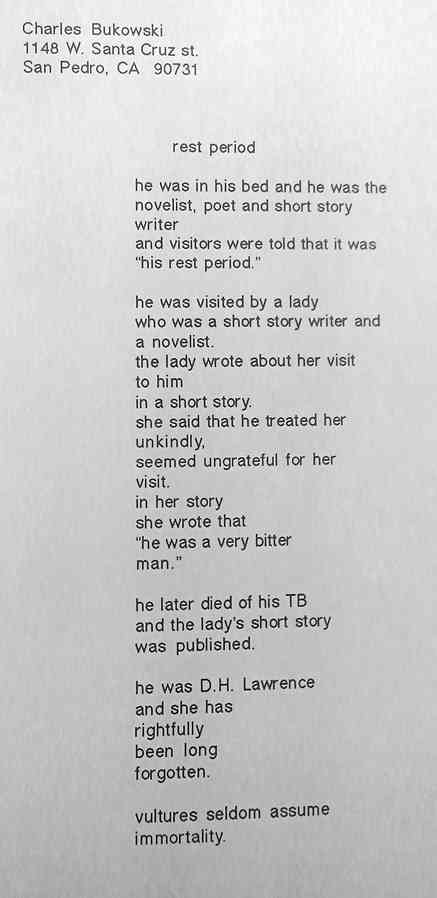 Charles Bukowski
1148 W. Santa Cruz st.
San Pedro, CA 90731
rest period
he was in his bed and he was the
novelist, poet and short story
writer
and visitors were told that it was
"his rest period."
he was visited by a lady
who was a short story writer and
a novelist.
the lady wrote about her visit
to him
in a short story.
she said that he treated her
unkindly,
seemed ungrateful for her
visit.
in her story
she wrote that
"he was a very bitter
man."
he later died of his TB
and the lady's short story
was published.
he was D.H. Lawrence
and she has
rightfully
been long
forgotten.
vultures seldom assume
immortality.